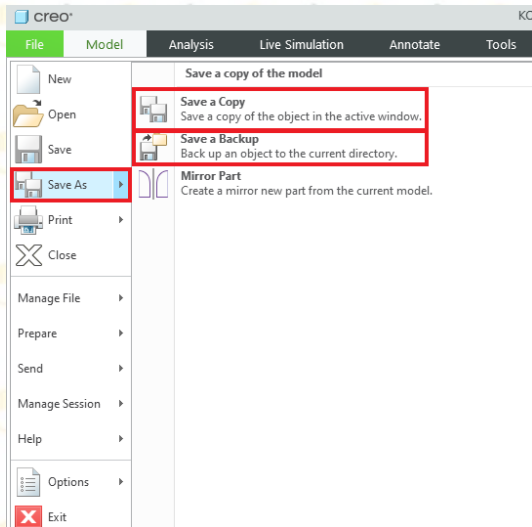 creo®
KO
File Model Analysis Live Simulation Annotate Tools
New
Open
Save
Save As
Print
Close
Manage File
Prepare
Send
Manage Session
Help
Options
Exit
Save a copy of the model
Save a Copy
Save a copy of the object in the active window.
Save a Backup
Back up an object to the current directory.
Mirror Part
Create a mirror new part from the current model.